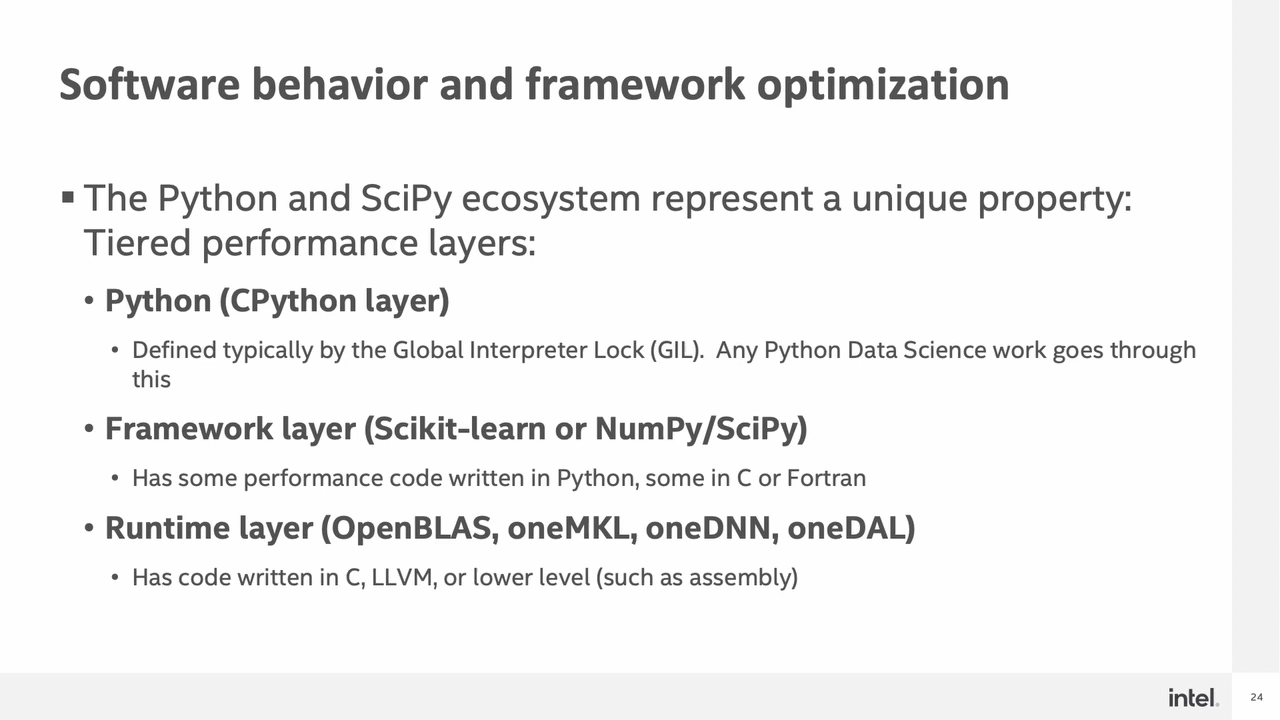 Software behavior and framework optimization
▪ The Python and SciPy ecosystem represent a unique property:
Tiered performance layers:
• Python (CPython layer)
• Defined typically by the Global Interpreter Lock (GIL).  Any Python Data Science work goes through
this
• Framework layer (Scikit-learn or NumPy/SciPy)
• Has some performance code written in Python, some in C or Fortran
• Runtime layer (OpenBLAS, oneMKL, oneDNN, oneDAL)
• Has code written in C, LLVM, or lower level (such as assembly)
intel.
24